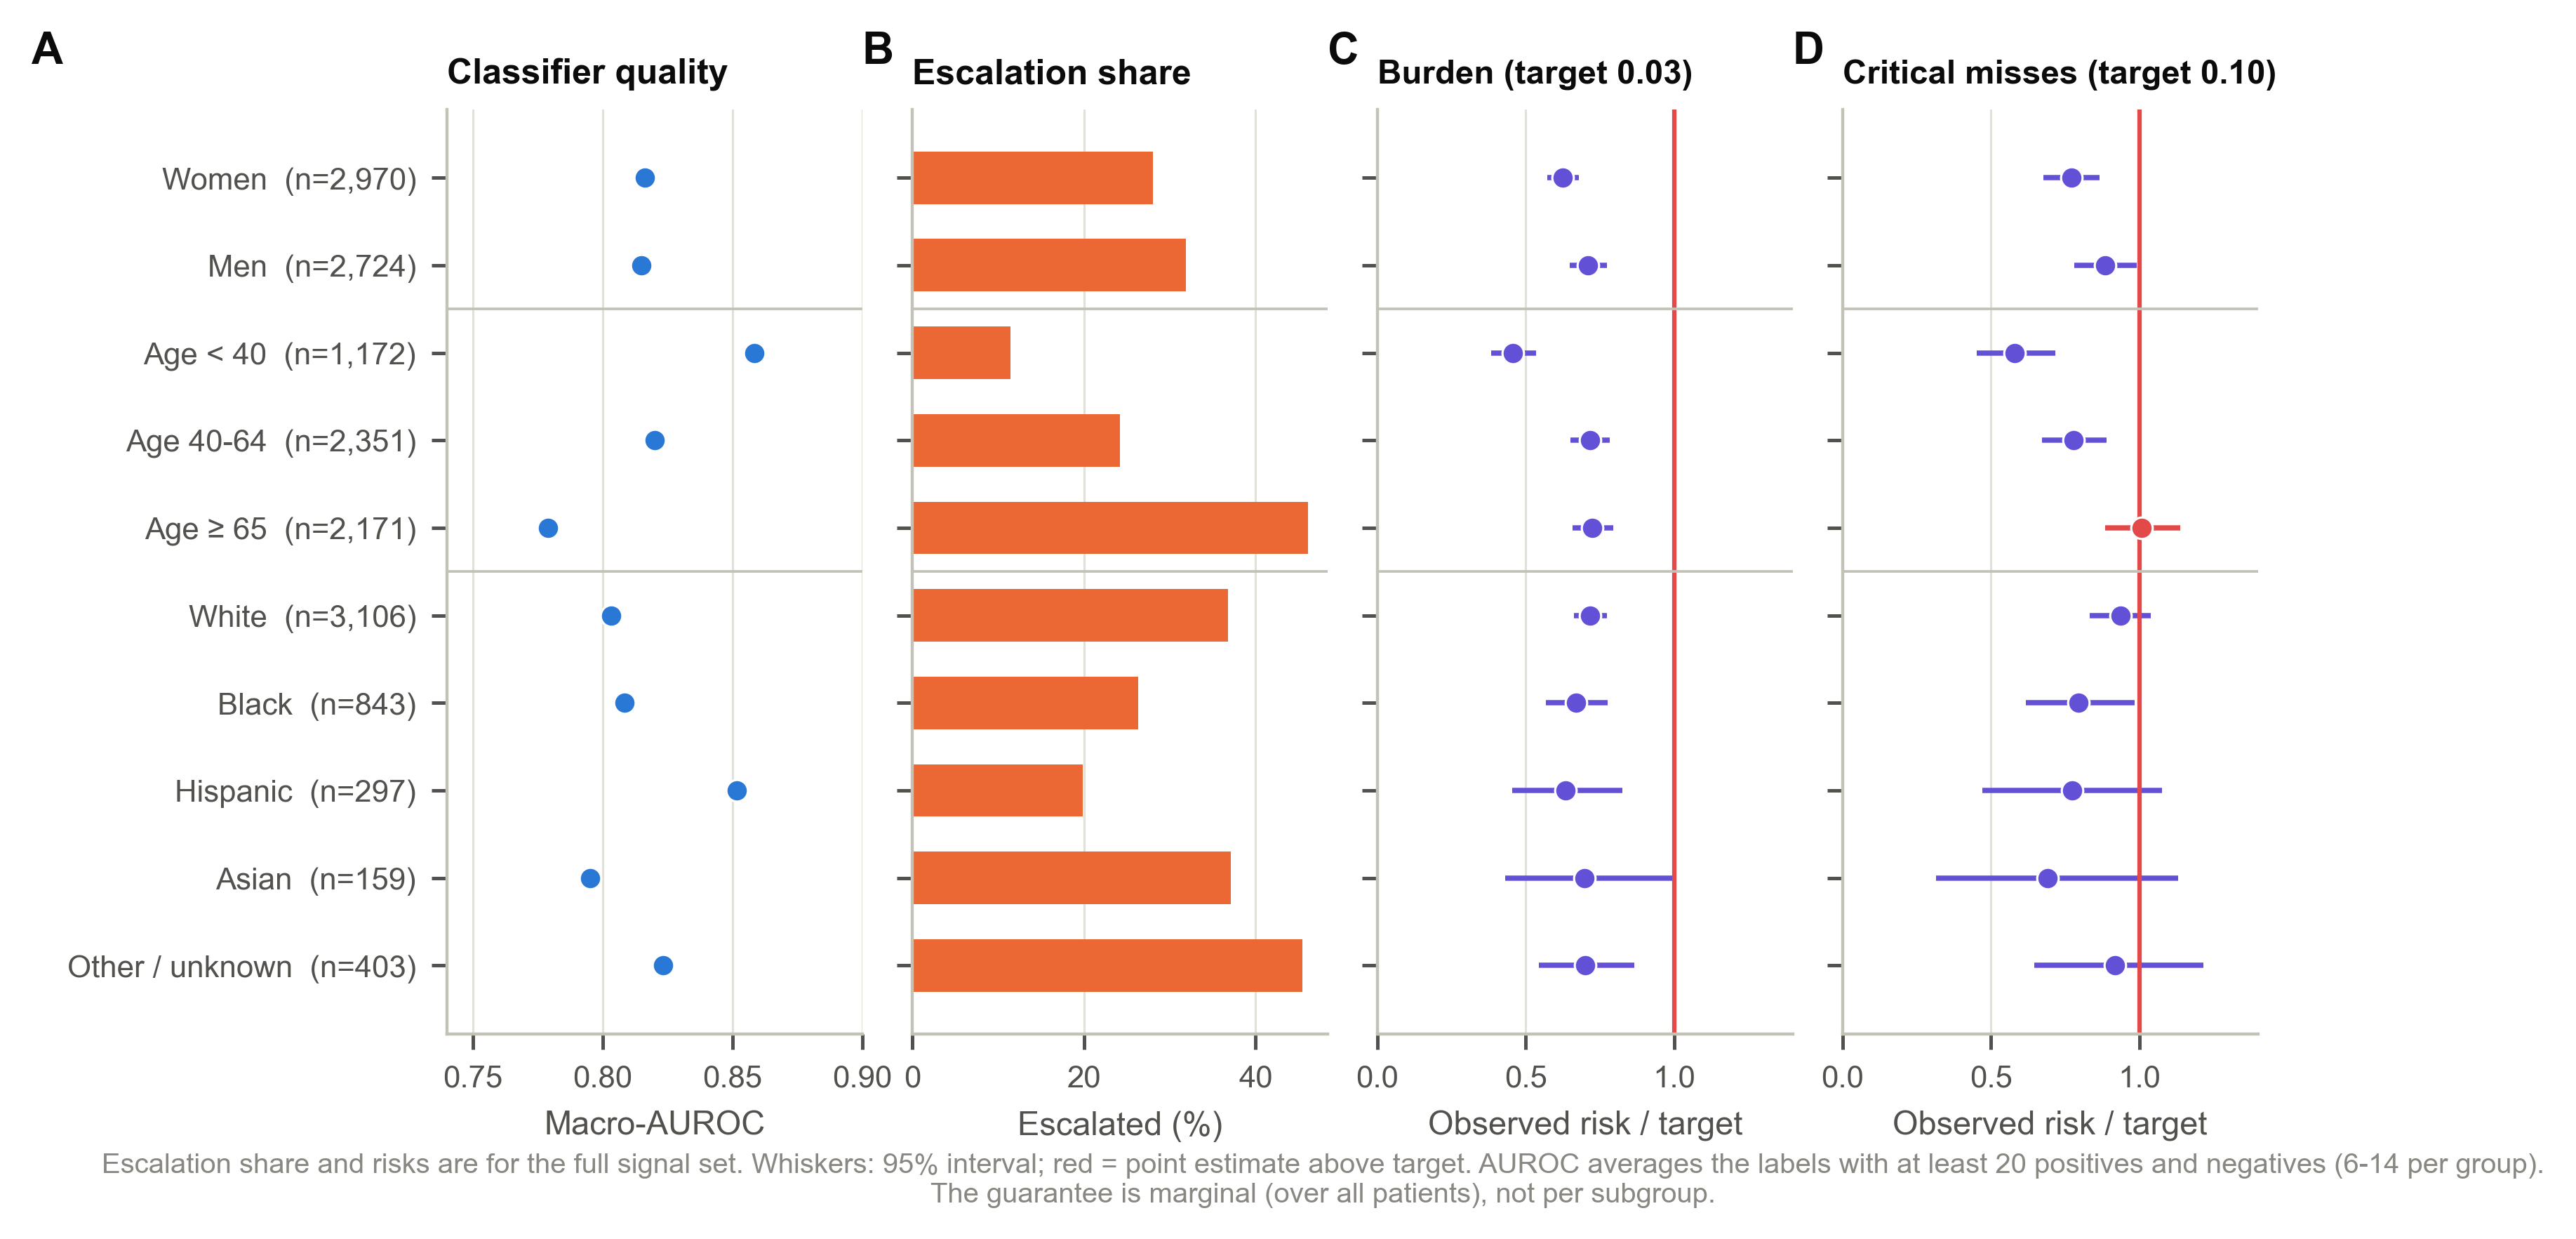 A
B
C
D
Classifier quality
Escalation share
Burden (target 0.03)
Critical misses (target 0.10)
Women (n=2,970)
Men (n=2,724)
Age < 40 (n=1,172)
Age 40-64 (n=2,351)
Age ≥ 65 (n=2,171)
White (n=3,106)
Black (n=843)
Hispanic (n=297)
Asian (n=159)
Other / unknown (n=403)
0.75 0.80 0.85 0.90
0 20 40
0.0 0.5 1.0
0.0 0.5 1.0
Macro-AUROC
Escalated (%)
Observed risk / target
Observed risk / target
Escalation share and risks are for the full signal set. Whiskers: 95% interval; red = point estimate above target. AUROC averages the labels with at least 20 positives and negatives (6-14 per group).
The guarantee is marginal (over all patients), not per subgroup.